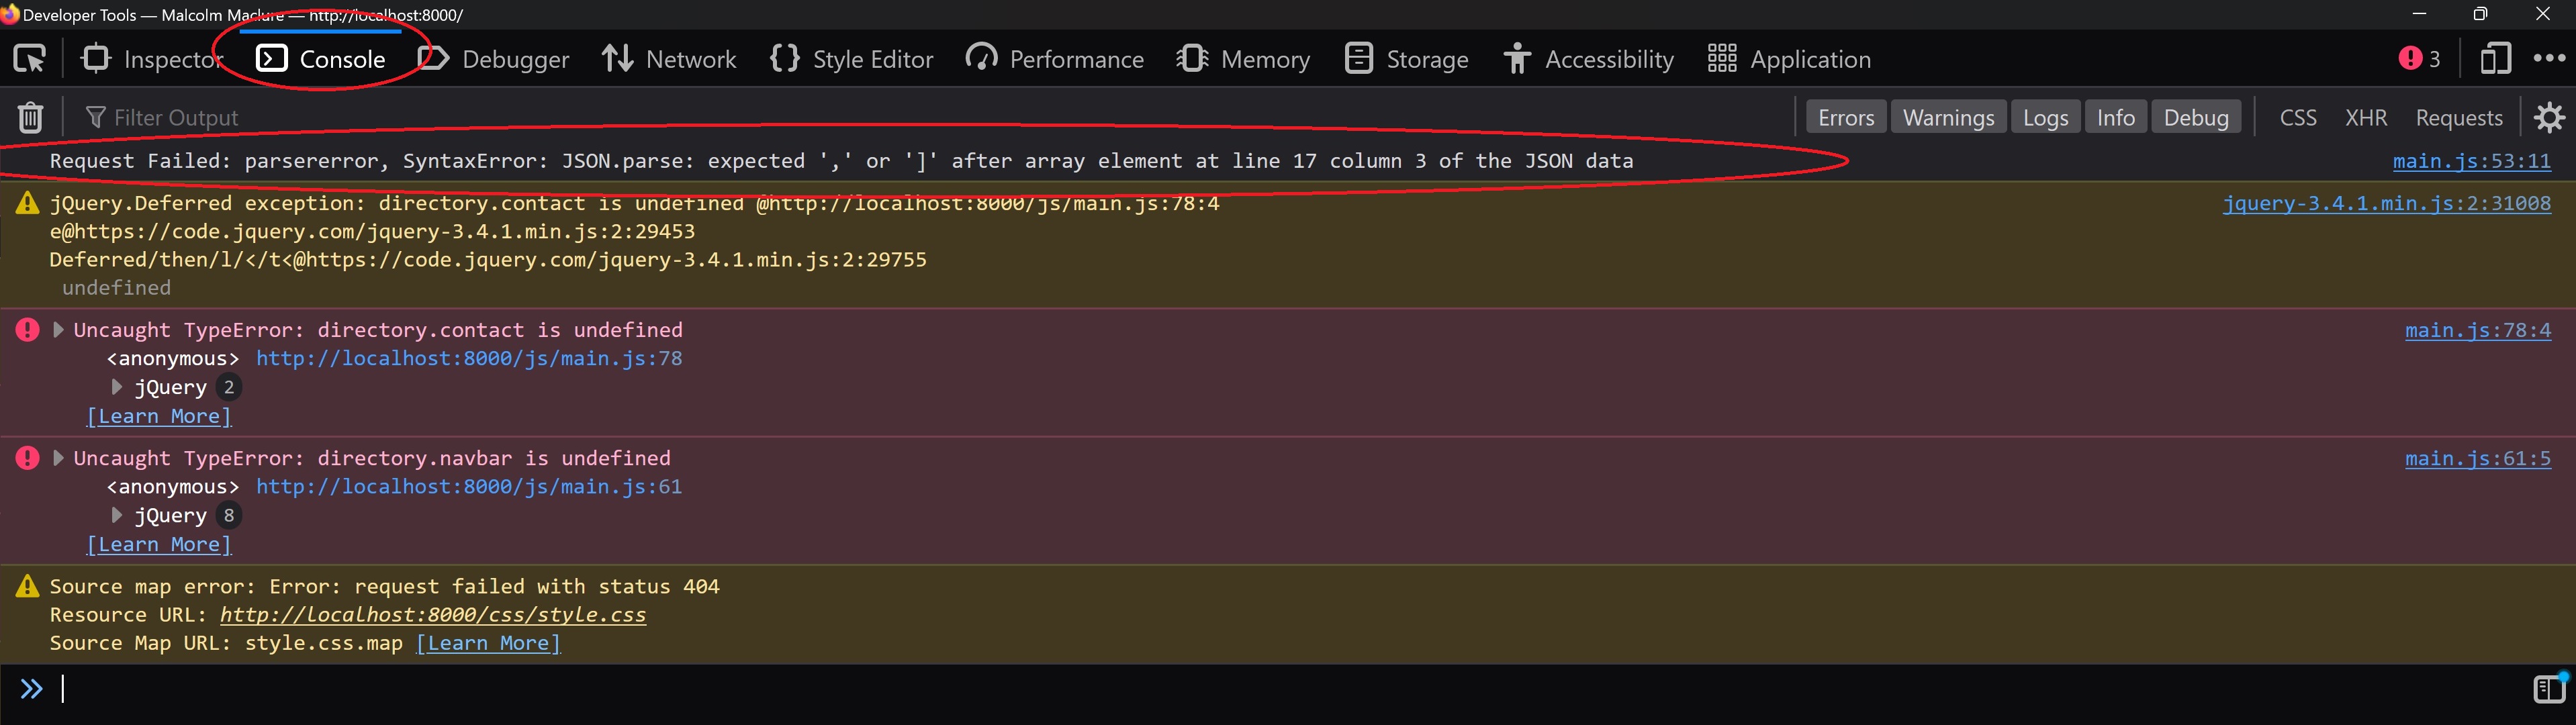 Developer Tools — Malcolm Maclure — http://localhost:8000/
Inspector Console Debugger Network Style Editor Performance Memory Storage Accessibility Application 3
Filter Output Errors Warnings Logs Info Debug CSS XHR Requests
Request Failed: parsererror, SyntaxError: JSON.parse: expected ',' or ']' after array element at line 17 column 3 of the JSON data main.js:53:11
jQuery.Deferred exception: directory.contact is undefined @http://localhost:8000/js/main.js:78:4 jquery-3.4.1.min.js:2:31008
e@https://code.jquery.com/jquery-3.4.1.min.js:2:29453
Deferred/then/l/</t<@https://code.jquery.com/jquery-3.4.1.min.js:2:29755
undefined
Uncaught TypeError: directory.contact is undefined main.js:78:4
<anonymous> http://localhost:8000/js/main.js:78
jQuery 2
[Learn More]
Uncaught TypeError: directory.navbar is undefined main.js:61:5
<anonymous> http://localhost:8000/js/main.js:61
jQuery 8
[Learn More]
Source map error: Error: request failed with status 404
Resource URL: http://localhost:8000/css/style.css
Source Map URL: style.css.map [Learn More]